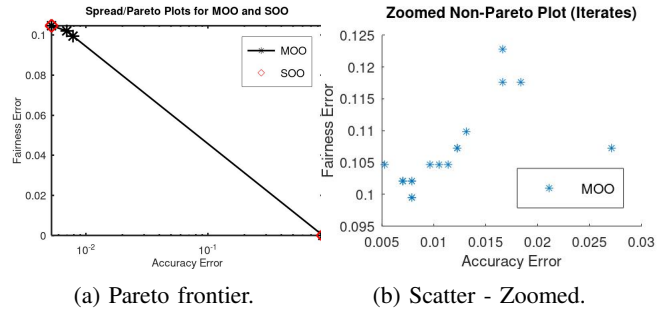 Spread/Pareto Plots for MOO and SOO
0.1
0.08
0.06
0.04
0.02
0
Fairness Error
MOO
SOO
10-2
10-1
Accuracy Error
(a) Pareto frontier.
Zoomed Non-Pareto Plot (Iterates)
0.125
0.12
0.115
0.11
0.105
0.1
0.095
Fairness Error
MOO
0.005 0.01 0.015 0.02 0.025 0.03
Accuracy Error
(b) Scatter - Zoomed.